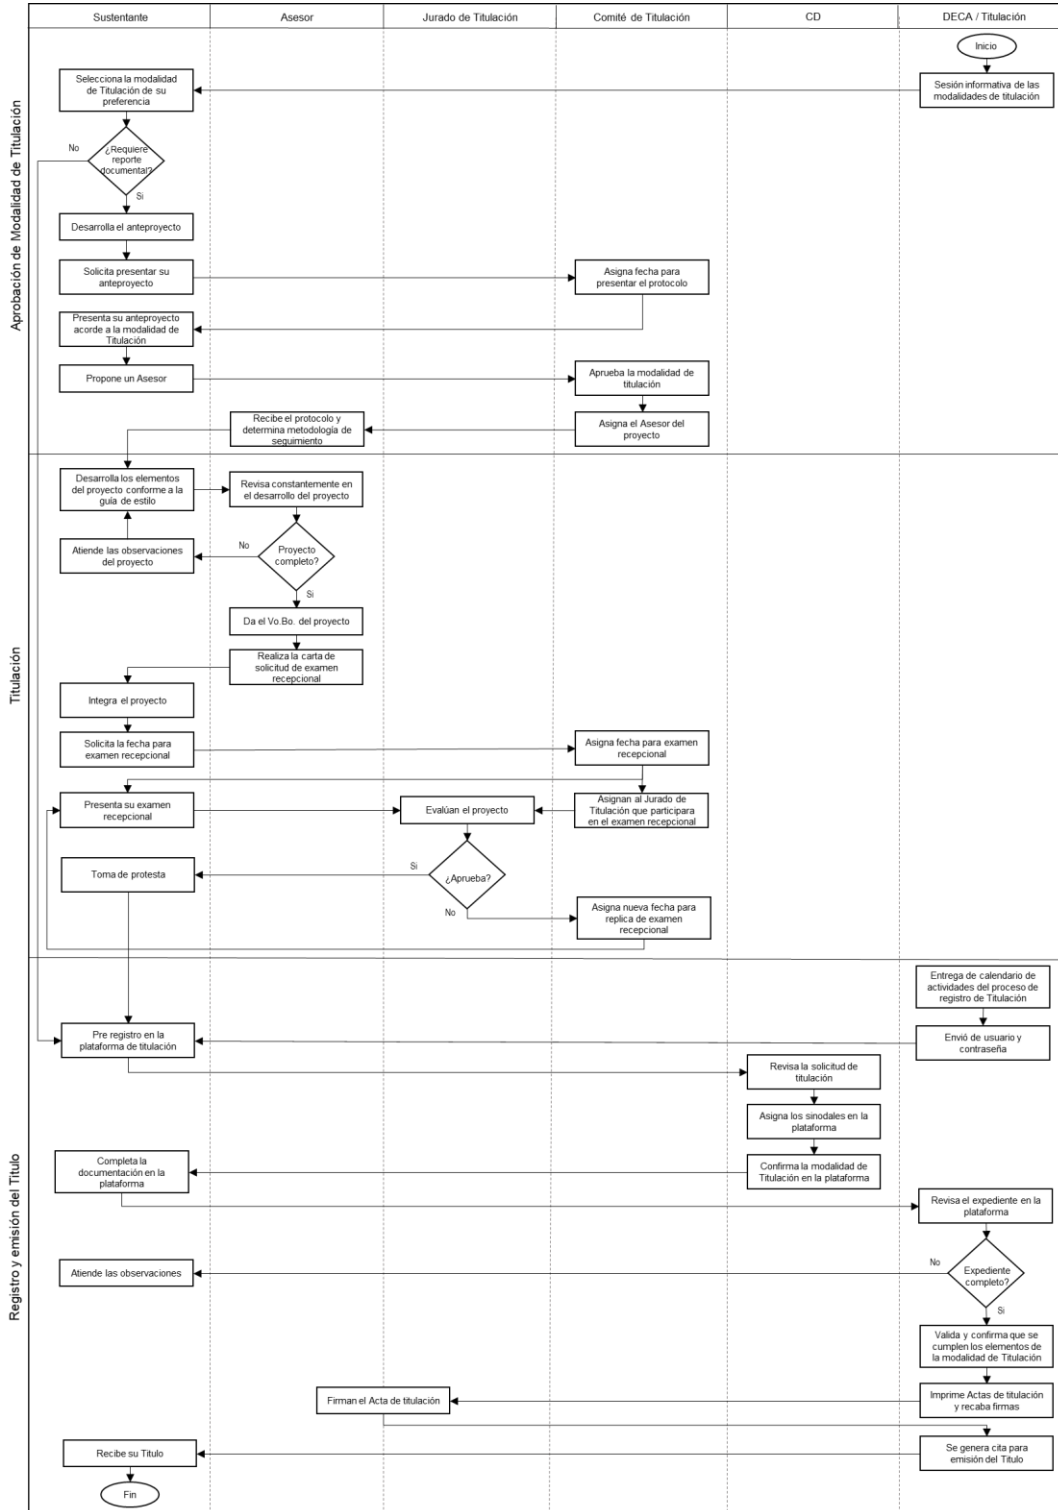 Sustentante
Asesor
Jurado de Titulación
Comité de Titulación
CD
DECA / Titulación
Aprobación de Modalidad de Titulación
Inicio
Sesión informativa de las
modalidades de titulación
Selecciona la modalidad
de Titulación de su
preferencia
¿Requiere
reporte
documental?
No
Si
Desarrolla el anteproyecto
Solicita presentar su
anteproyecto
Asigna fecha para
presentar el protocolo
Presenta su anteproyecto
acorde a la modalidad de
Titulación
Propone un Asesor
Aprueba la modalidad de
titulación
Asigna el Asesor del
proyecto
Recibe el protocolo y
determina metodología de
seguimiento
Titulación
Desarrolla los elementos
del proyecto conforme a la
guía de estilo
Revisa constantemente en
el desarrollo del proyecto
Proyecto
completo?
No
Si
Atiende las observaciones
del proyecto
Da el Vo.Bo. del proyecto
Realiza la carta de
solicitud de examen
recepcional
Integra el proyecto
Solicita la fecha para
examen recepcional
Asigna fecha para examen
recepcional
Presenta su examen
recepcional
Evalúan el proyecto
Asignan al Jurado de
Titulación que participara
en el examen recepcional
¿Aprueba?
Si
No
Toma de protesta
Asigna nueva fecha para
replica de examen
recepcional
Registro y emisión del Titulo
Entrega de calendario de
actividades del proceso de
registro de Titulación
Envió de usuario y
contraseña
Pre registro en la
plataforma de titulación
Revisa la solicitud de
titulación
Asigna los sinodales en la
plataforma
Confirma la modalidad de
Titulación en la plataforma
Completa la
documentación en la
plataforma
Revisa el expediente en la
plataforma
Expediente
completo?
No
Si
Atiende las observaciones
Valida y confirma que se
cumplen los elementos de
la modalidad de Titulación
Imprime Actas de titulación
y recaba firmas
Firman el Acta de titulación
Se genera cita para
emisión del Titulo
Recibe su Titulo
Fin